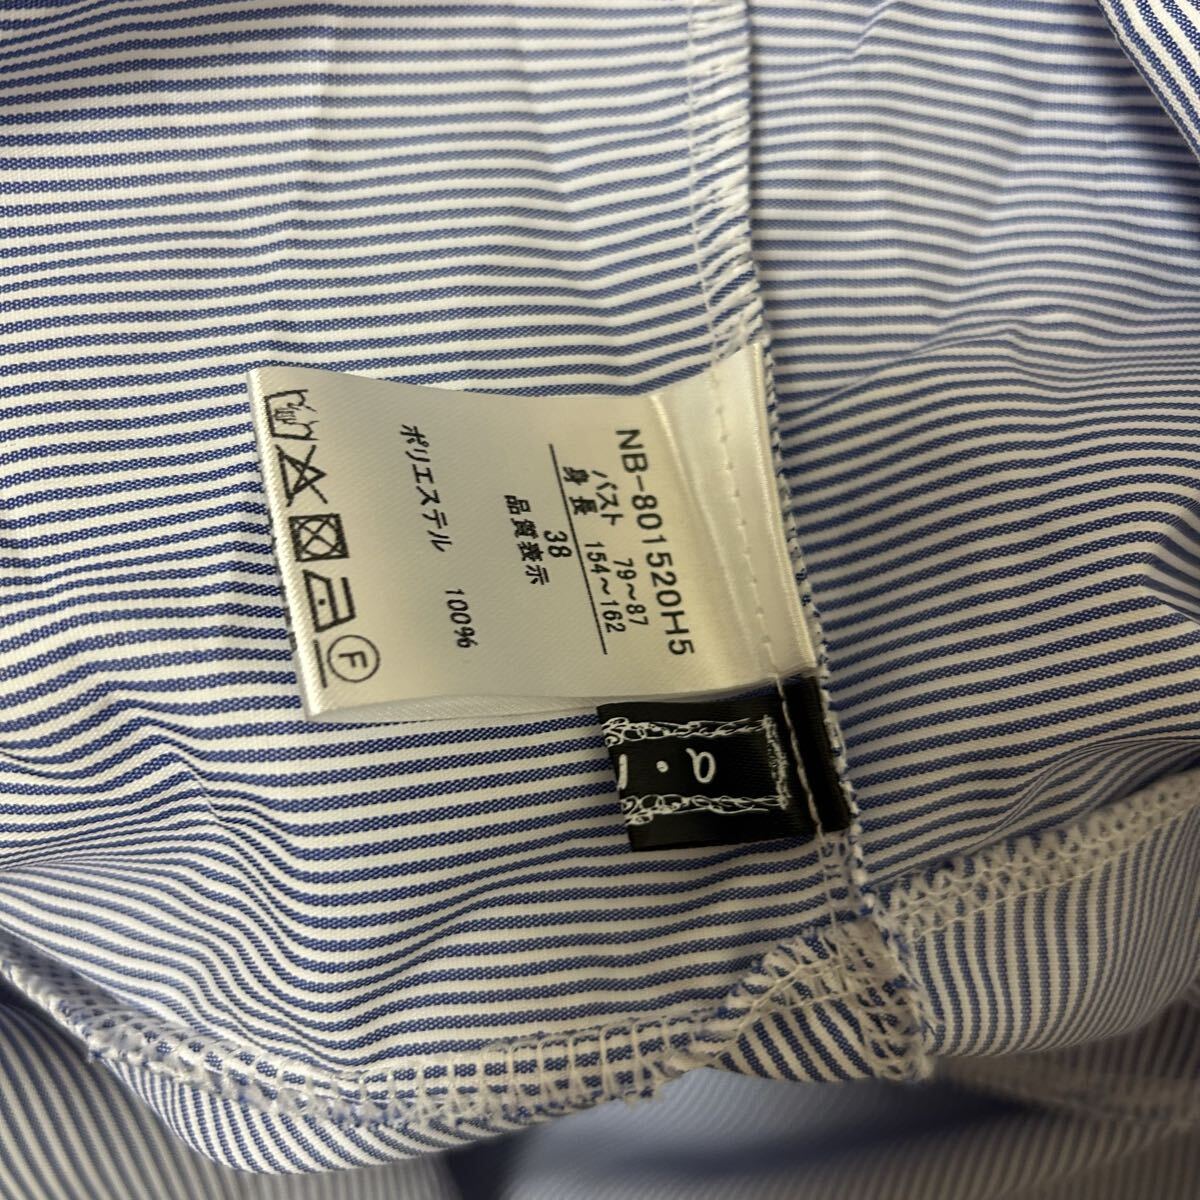 NB-801520H5
バスト 79～87
身長 154～162
38
品質表示
ポリエステル 100%
F
a.